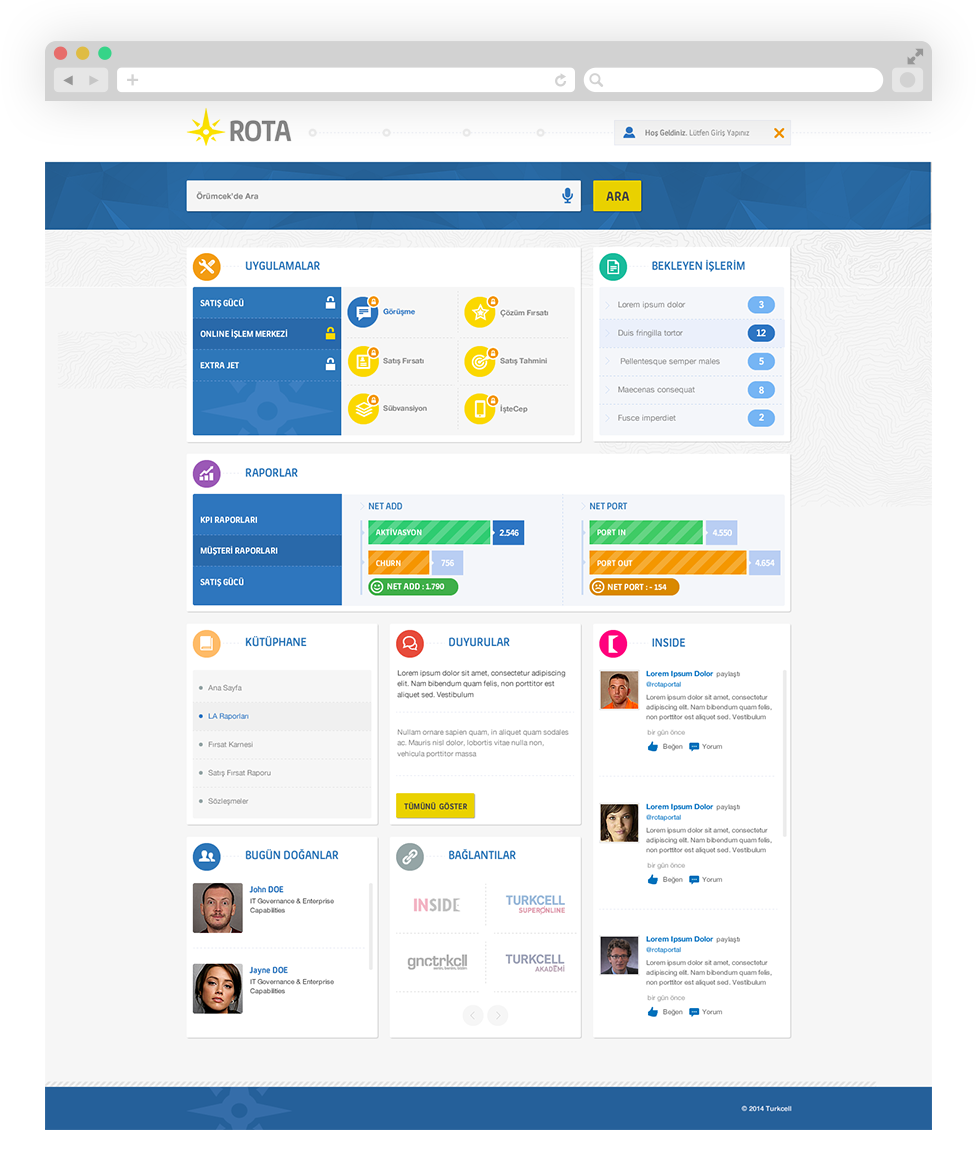 ROTA
Hoş Geldiniz. Lütfen Giriş Yapınız
Örümcek'de Ara
ARA
UYGULAMALAR
SATIŞ GÜCÜ
ONLINE İŞLEM MERKEZİ
EXTRA JET
Görüşme
Çözüm Fırsatı
Satış Fırsatı
Satış Tahmini
Sübvansiyon
İşteCep
BEKLEYEN İŞLERİM
Lorem ipsum dolor 3
Duis fringilla tortor 12
Pellentesque semper males 5
Maecenas consequat 8
Fusce imperdiet 2
RAPORLAR
KPI RAPORLARI
MÜŞTERİ RAPORLARI
SATIŞ GÜCÜ
NET ADD
AKTİVASYON 2.546
CHURN 756
NET ADD : 1.790
NET PORT
PORT IN 4.550
PORT OUT 4.654
NET PORT : - 154
KÜTÜPHANE
Ana Sayfa
LA Raporları
Fırsat Karnesi
Satış Fırsat Raporu
Sözleşmeler
DUYURULAR
Lorem ipsum dolor sit amet, consectetur adipiscing
elit. Nam bibendum quam felis, non porttitor est
aliquet sed. Vestibulum
Nullam ornare sapien quam, in aliquet quam sodales
ac. Mauris nisl dolor, lobortis vitae nulla non,
vehicula porttitor massa
TÜMÜNÜ GÖSTER
INSIDE
Lorem Ipsum Dolor paylaştı
@rotaportal
Lorem ipsum dolor sit amet, consectetur
adipiscing elit. Nam bibendum quam felis,
non porttitor est aliquet sed. Vestibulum
bir gün önce
Beğen Yorum
Lorem Ipsum Dolor paylaştı
@rotaportal
Lorem ipsum dolor sit amet, consectetur
adipiscing elit. Nam bibendum quam felis,
non porttitor est aliquet sed. Vestibulum
bir gün önce
Beğen Yorum
Lorem Ipsum Dolor paylaştı
@rotaportal
Lorem ipsum dolor sit amet, consectetur
adipiscing elit. Nam bibendum quam felis,
non porttitor est aliquet sed. Vestibulum
bir gün önce
Beğen Yorum
BUGÜN DOĞANLAR
John DOE
IT Governance & Enterprise
Capabilities
Jayne DOE
IT Governance & Enterprise
Capabilities
BAĞLANTILAR
INSIDE
TURKCELL
SUPERONLINE
gnctrkcll
TURKCELL
AKADEMİ
© 2014 Turkcell